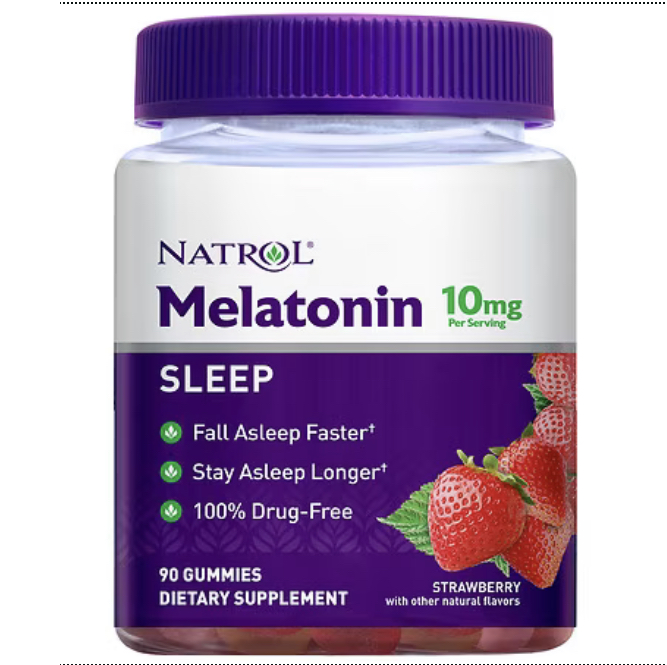 NATROL®
Melatonin 10mg
Per Serving
SLEEP
Fall Asleep Faster†
Stay Asleep Longer†
100% Drug-Free
90 GUMMIES
DIETARY SUPPLEMENT
STRAWBERRY
with other natural flavors